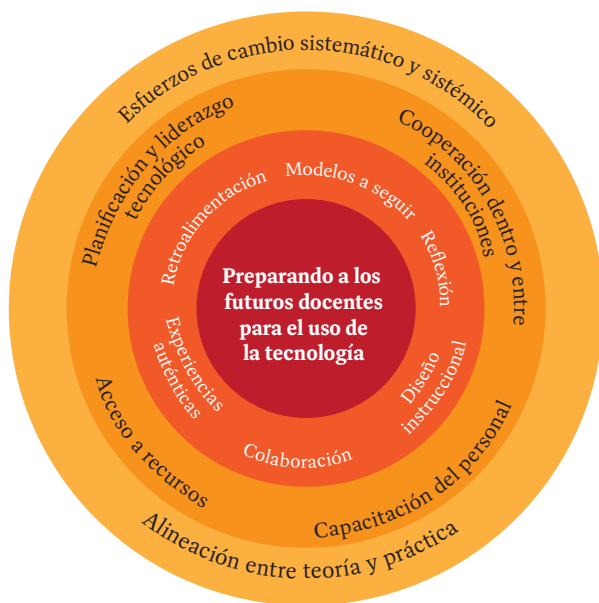 Esfuerzos de cambio sistemático y sistémico
Planificación y liderazgo
tecnológico
Cooperación dentro y entre
instituciones
Retroalimentación
Modelos a seguir
Reflexión
Preparando a los
futuros docentes
para el uso de
la tecnología
Experiencias
auténticas
Diseño
instruccional
Colaboración
Acceso a recursos
Capacitación del personal
Alineación entre teoría y práctica